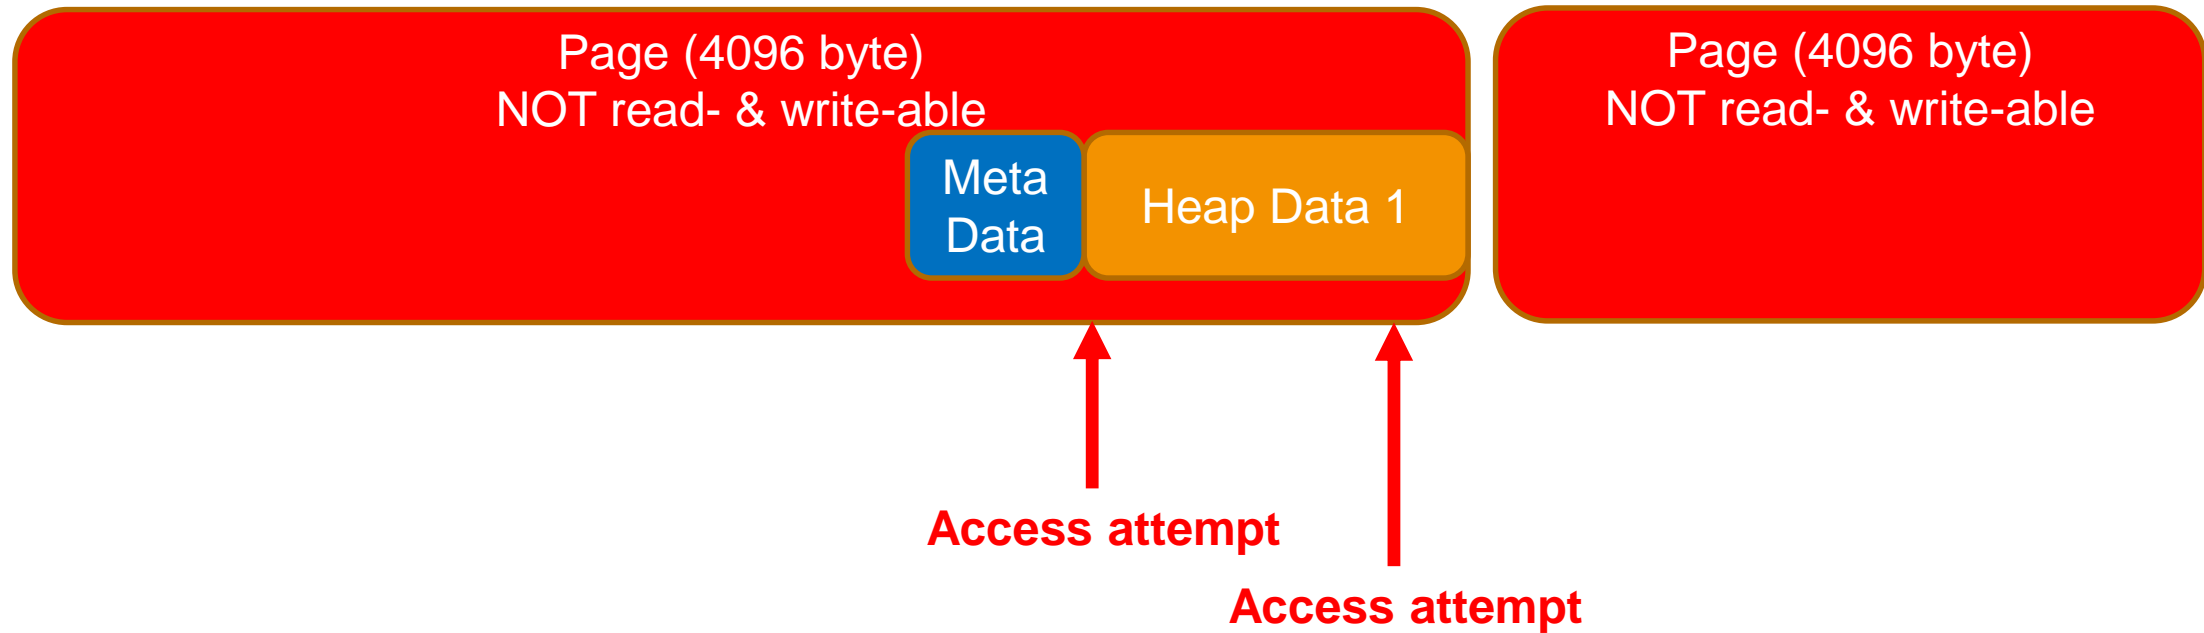 Page (4096 byte)
NOT read- & write-able
Page (4096 byte)
NOT read- & write-able
Meta
Data
Heap Data 1
Access attempt
Access attempt